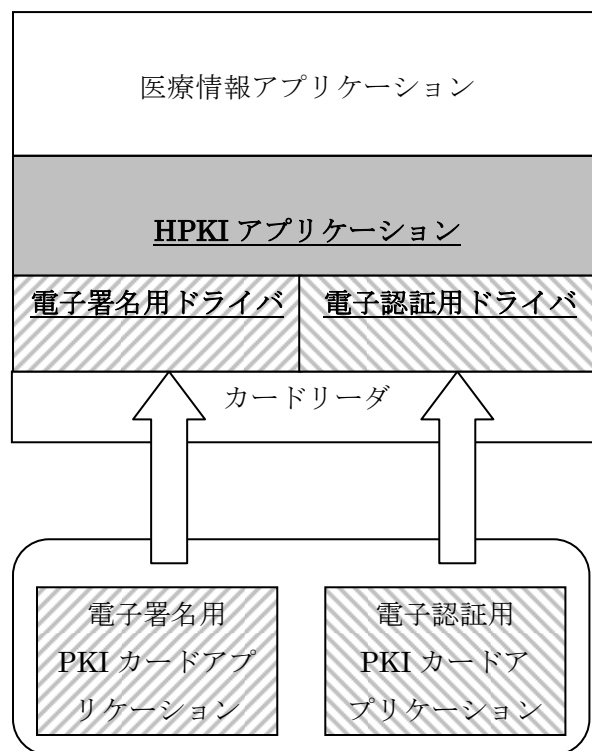 医療情報アプリケーション
HPKI アプリケーション
電子署名用ドライバ
電子認証用ドライバ
カードリーダ
電子署名用
PKI カードアプ
リケーション
電子認証用
PKI カードア
プリケーション